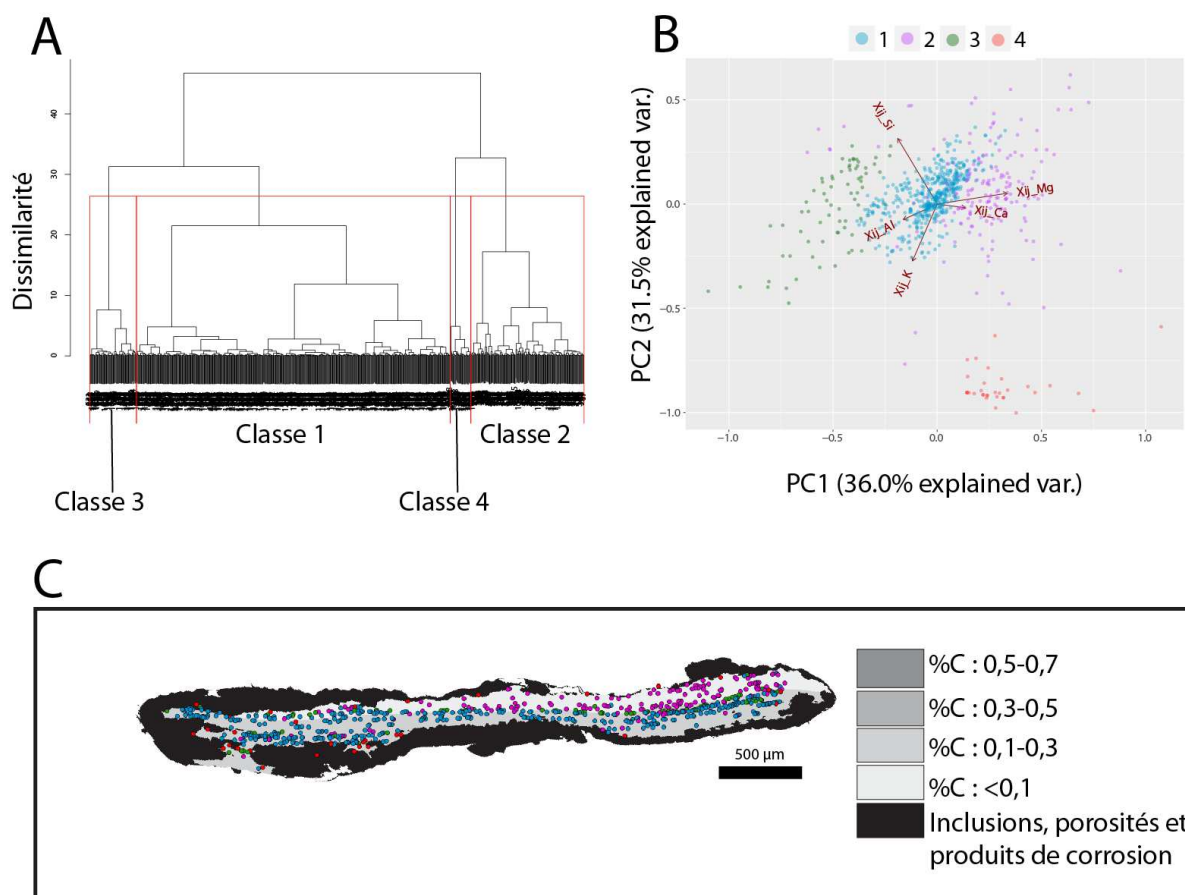 A
Dissimilarité
40
30
20
10
0
Classe 1
Classe 2
Classe 3
Classe 4
B
1 2 3 4
PC2 (31.5% explained var.)
0.5
0.0
−0.5
−1.0
Xij_Si
Xij_Mg
Xij_Ca
Xij_Al
Xij_K
−1.0 −0.5 0.0 0.5 1.0
PC1 (36.0% explained var.)
C
500 µm
%C : 0,5-0,7
%C : 0,3-0,5
%C : 0,1-0,3
%C : <0,1
Inclusions, porosités et
produits de corrosion